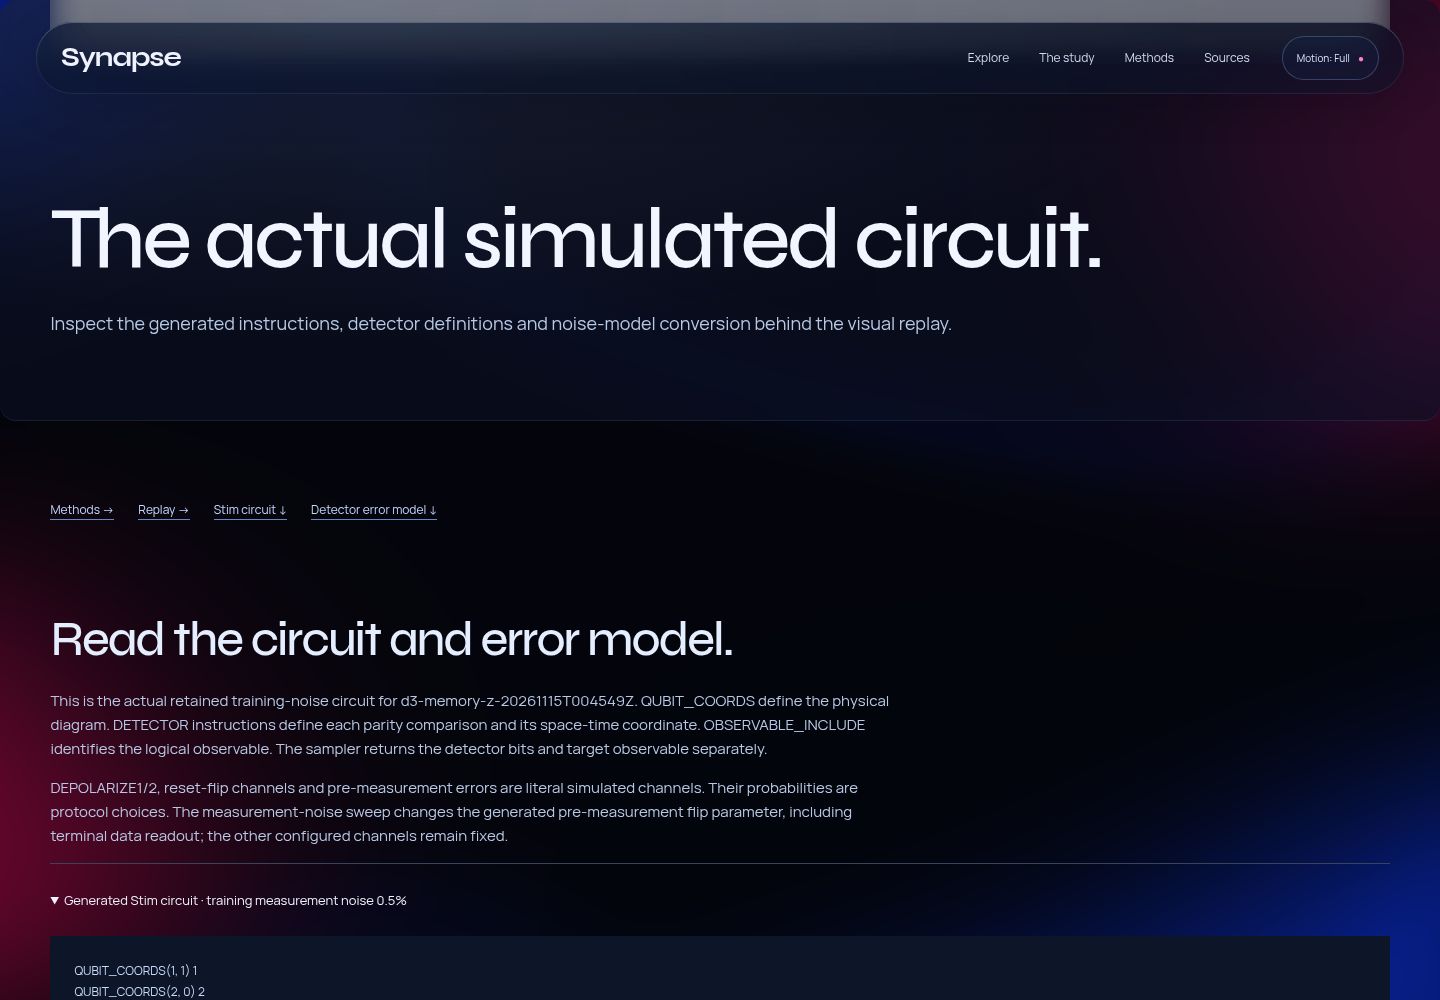 Synapse
Explore
The study
Methods
Sources
Motion: Full
The actual simulated circuit.
Inspect the generated instructions, detector definitions and noise-model conversion behind the visual replay.
Methods →
Replay →
Stim circuit ↓
Detector error model ↓
Read the circuit and error model.
This is the actual retained training-noise circuit for d3-memory-z-20261115T004549Z. QUBIT_COORDS define the physical
diagram. DETECTOR instructions define each parity comparison and its space-time coordinate. OBSERVABLE_INCLUDE
identifies the logical observable. The sampler returns the detector bits and target observable separately.
DEPOLARIZE1/2, reset-flip channels and pre-measurement errors are literal simulated channels. Their probabilities are
protocol choices. The measurement-noise sweep changes the generated pre-measurement flip parameter, including
terminal data readout; the other configured channels remain fixed.
▼ Generated Stim circuit · training measurement noise 0.5%
QUBIT_COORDS(1, 1) 1
QUBIT_COORDS(2, 0) 2